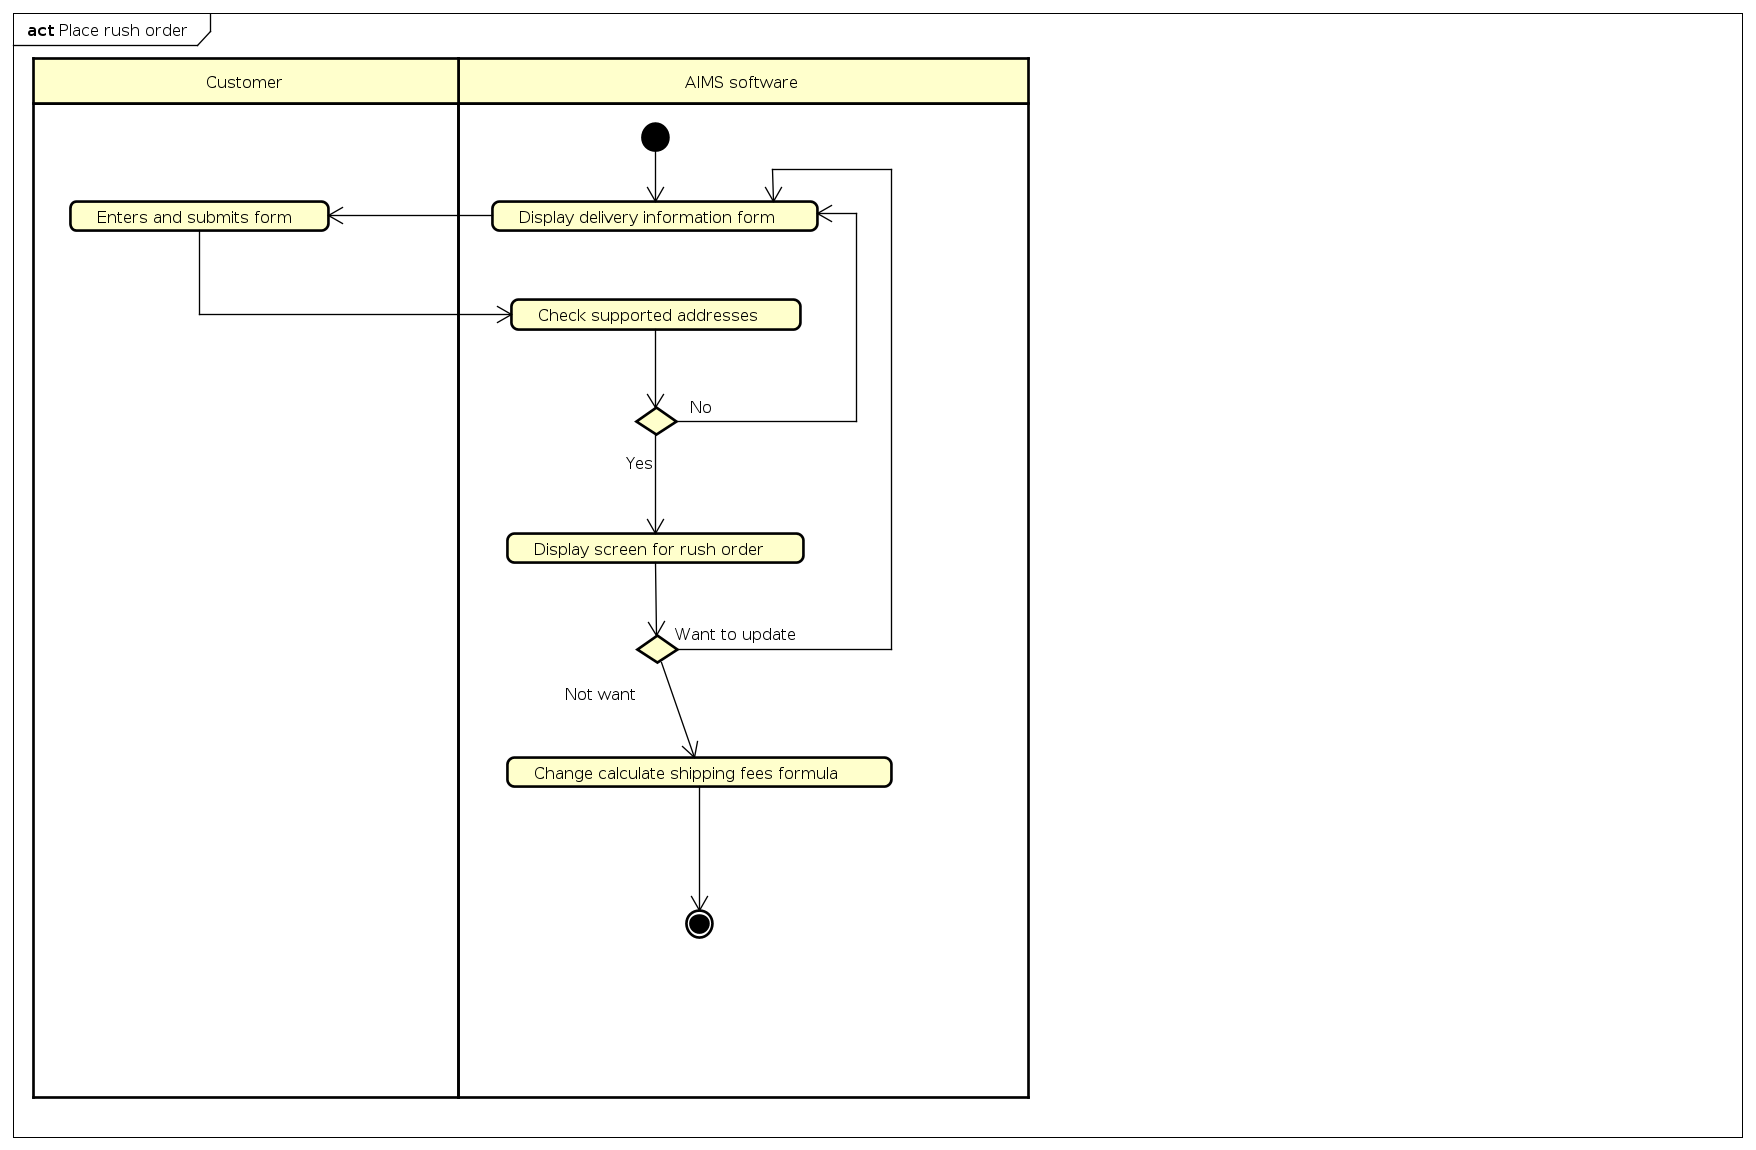 act Place rush order
Customer
AIMS software
Enters and submits form
Display delivery information form
Check supported addresses
No
Yes
Display screen for rush order
Want to update
Not want
Change calculate shipping fees formula